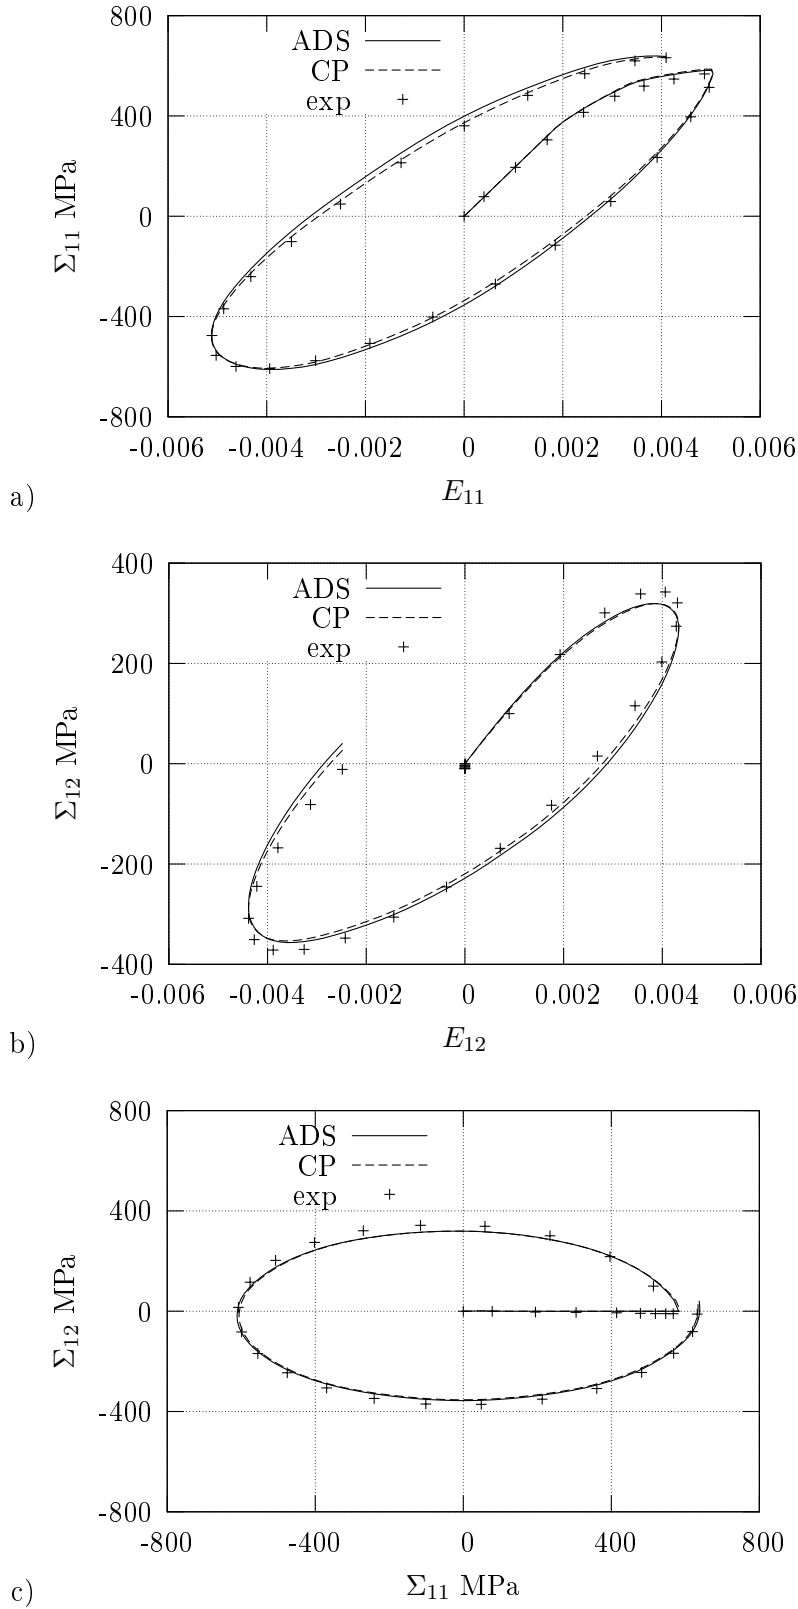 800
ADS
CP
exp
400
Σ11 MPa
0
-400
-800
-0.006 -0.004 -0.002 0 0.002 0.004 0.006
E11
a)
400
ADS
CP
exp
200
Σ12 MPa
0
-200
-400
-0.006 -0.004 -0.002 0 0.002 0.004 0.006
E12
b)
800
ADS
CP
exp
400
Σ12 MPa
0
-400
-800
-800 -400 0 400 800
Σ11 MPa
c)